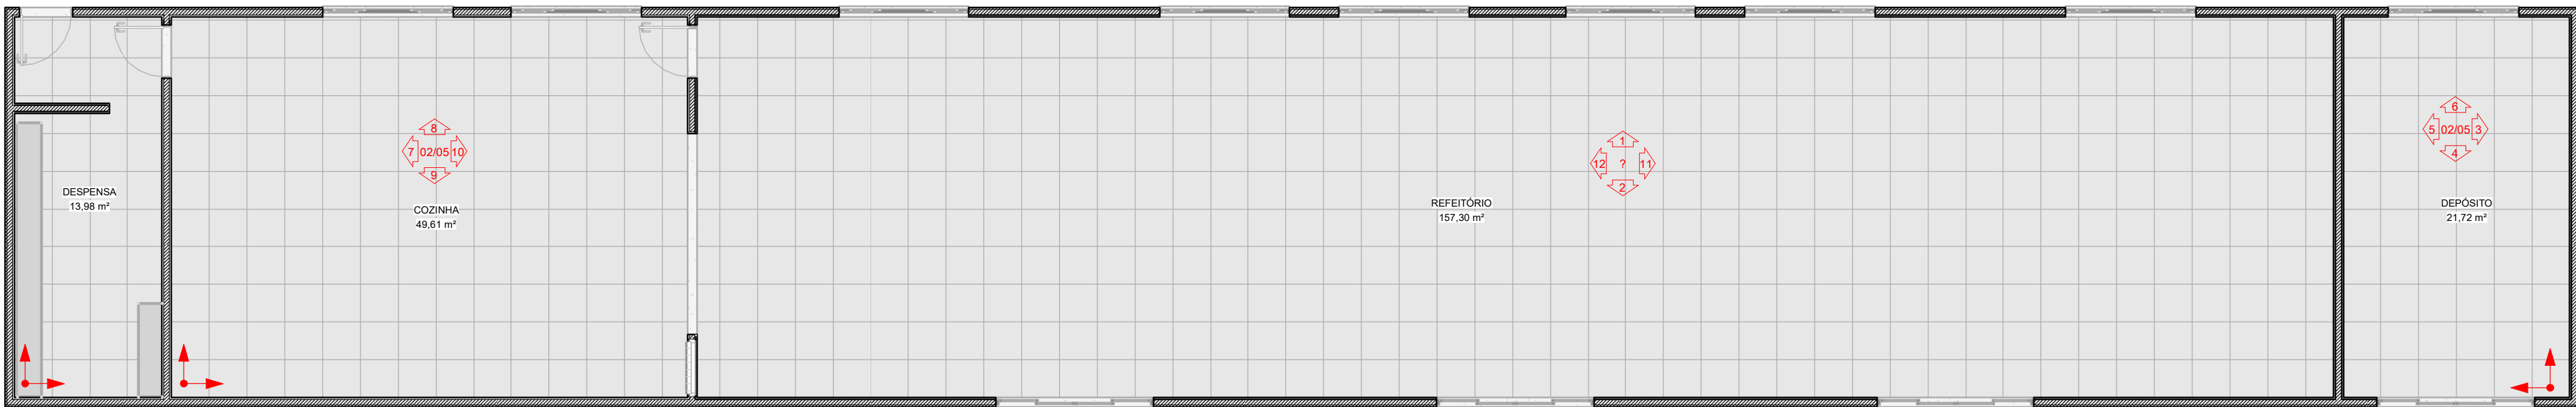 8
7 02/05 10
9
1
12 ? 11
2
6
5 02/05 3
4
DESPENSA
13,98 m²
COZINHA
49,61 m²
REFEITÓRIO
157,30 m²
DEPÓSITO
21,72 m²